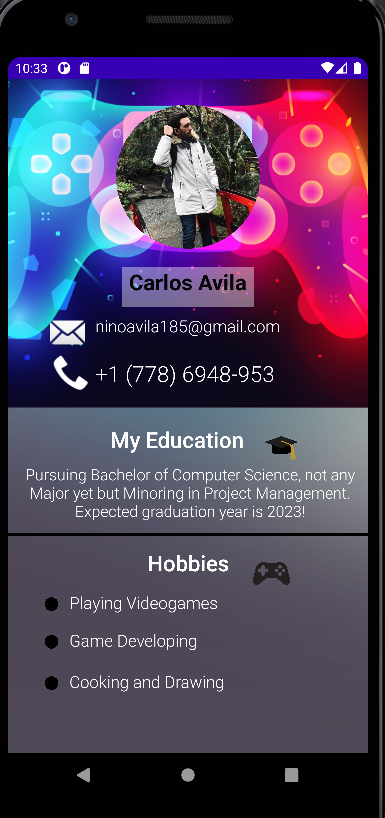 10:33
Carlos Avila
ninoavila185@gmail.com
+1 (778) 6948-953
My Education
Pursuing Bachelor of Computer Science, not any
Major yet but Minoring in Project Management.
Expected graduation year is 2023!
Hobbies
Playing Videogames
Game Developing
Cooking and Drawing